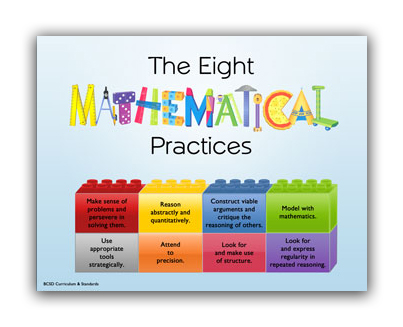 The Eight
MATHEMATICAL
Practices
Make sense of
problems and
persevere in
solving them.
Reason
abstractly and
quantitatively.
Construct viable
arguments and
critique the
reasoning of others.
Model with
mathematics.
Use
appropriate
tools
strategically.
Attend
to
precision.
Look for
and make use
of structure.
Look for
and express
regularity in
repeated reasoning.
BCSD Curriculum & Standards